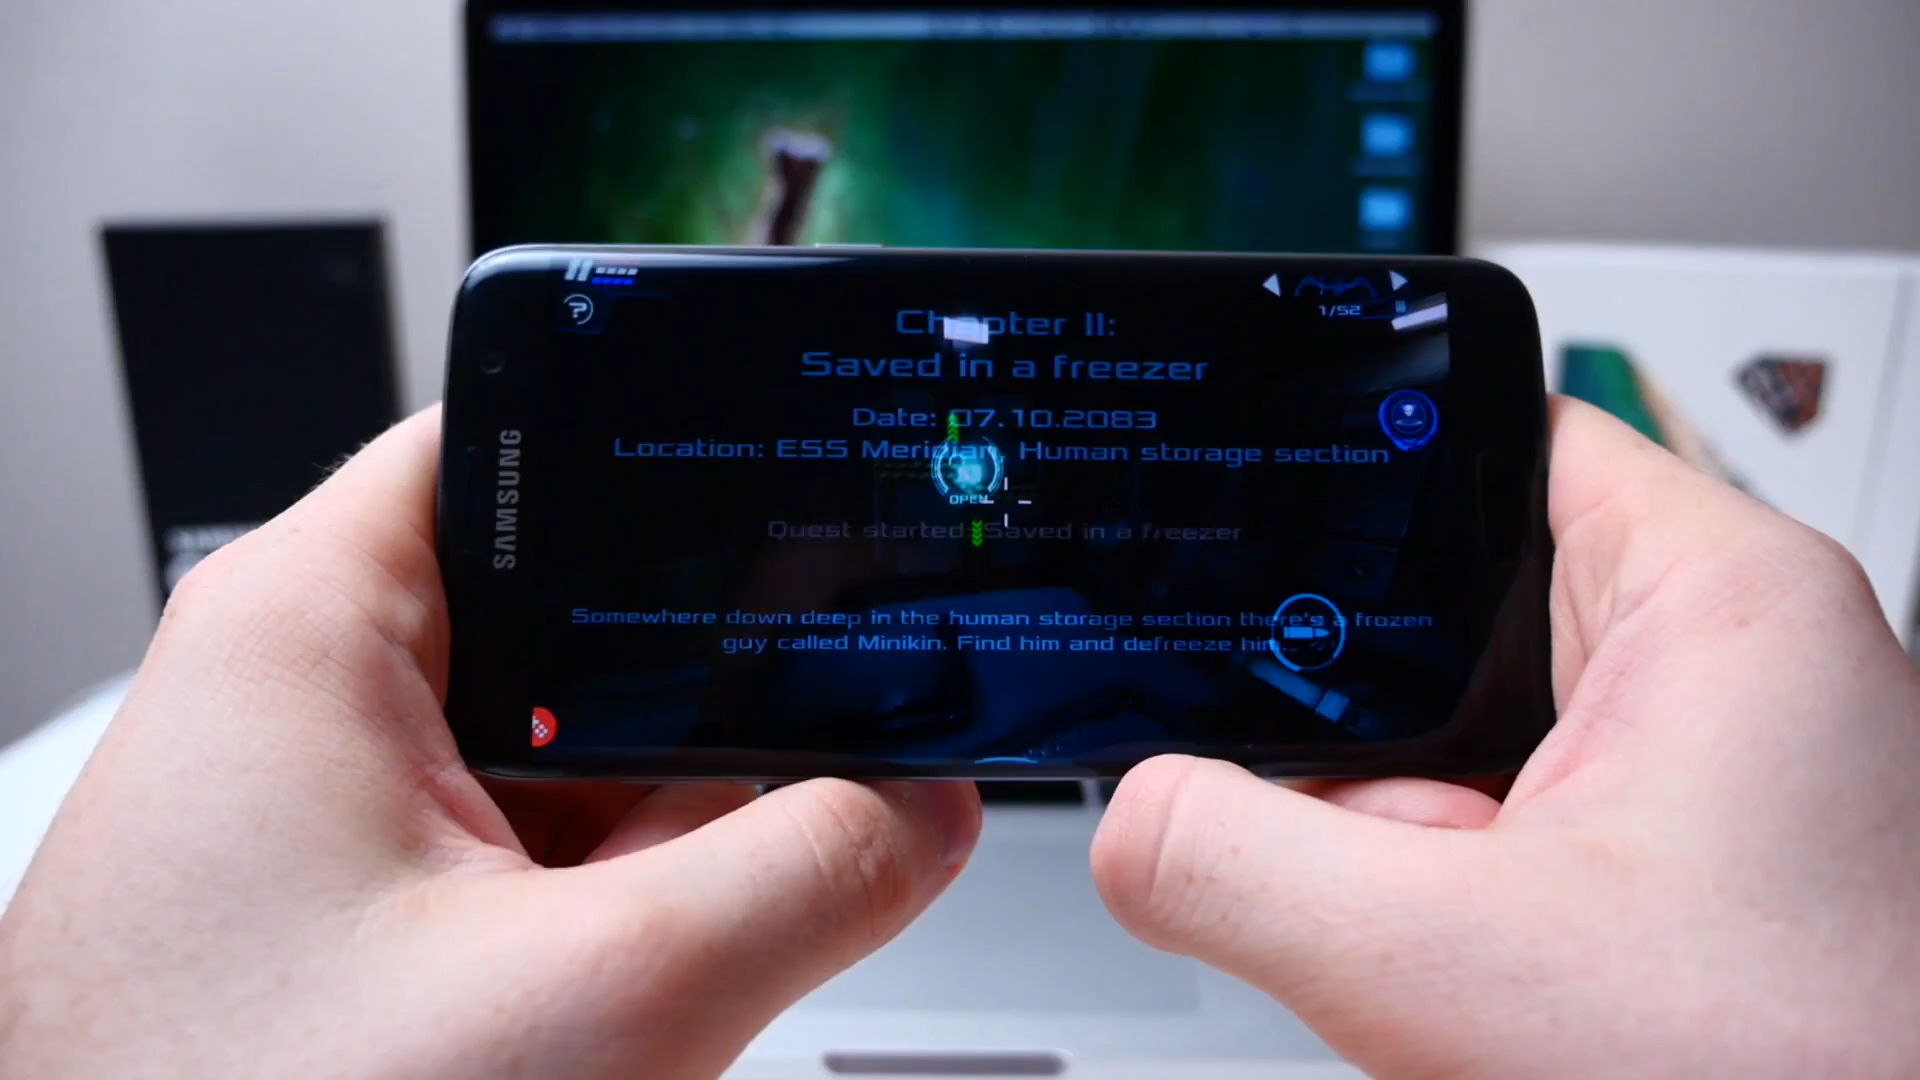 SAMSUNG
?
1/52
Chapter II:
Saved in a freezer
Date: 07.10.2083
Location: ESS Meridian, Human storage section
OPEN
Quest started: Saved in a freezer
Somewhere down deep in the human storage section there's a frozen
guy called Minikin. Find him and defreeze him.